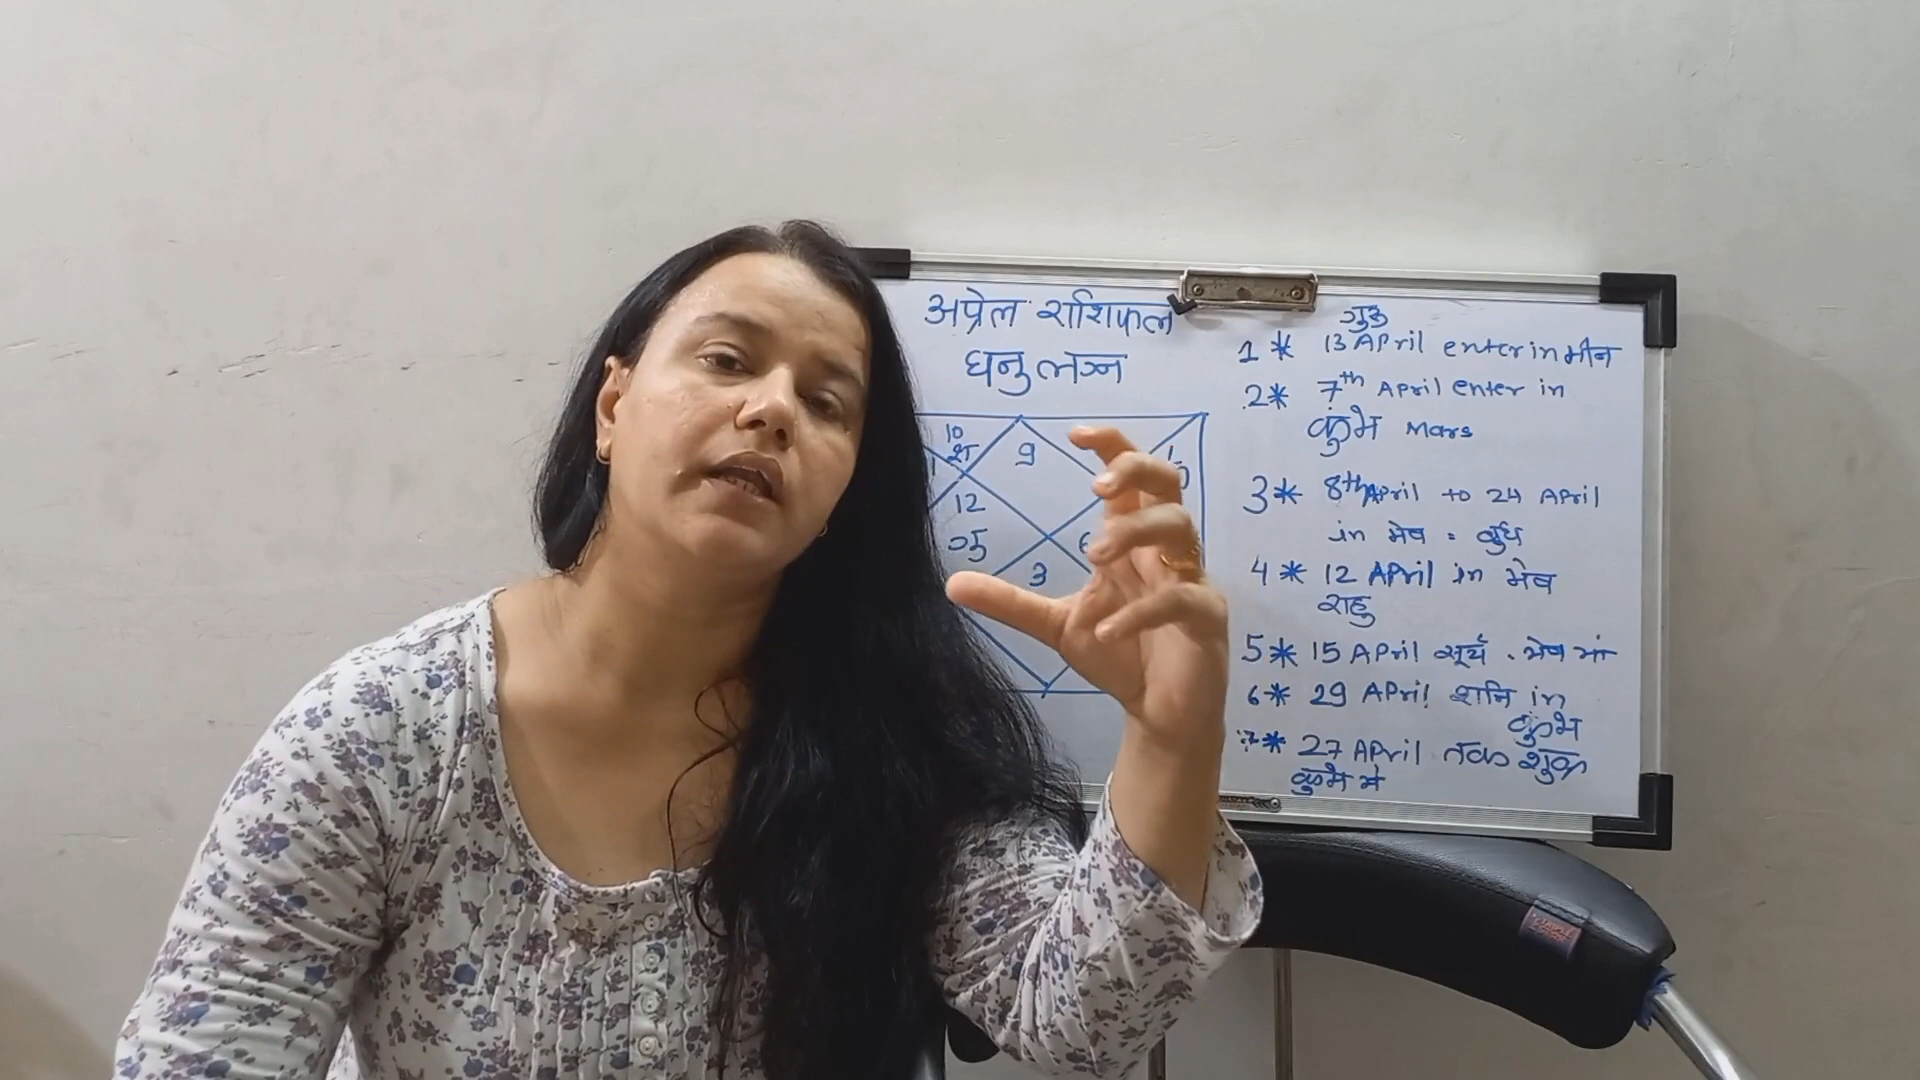 अप्रेल राशिफल
धनु लग्न
10
श
9
12
गु
6
3
गुरु
1 * 13 April enter in मीन
2* 7th April enter in
कुंभ Mars
3* 8th April to 24 April
in मेष = बुध
4 * 12 April in मेष
राहु
5* 15 April सूर्य . मेष मां
6* 29 April शनि in
कुंभ
7* 27 April तक शुक्र
कुंभ मे